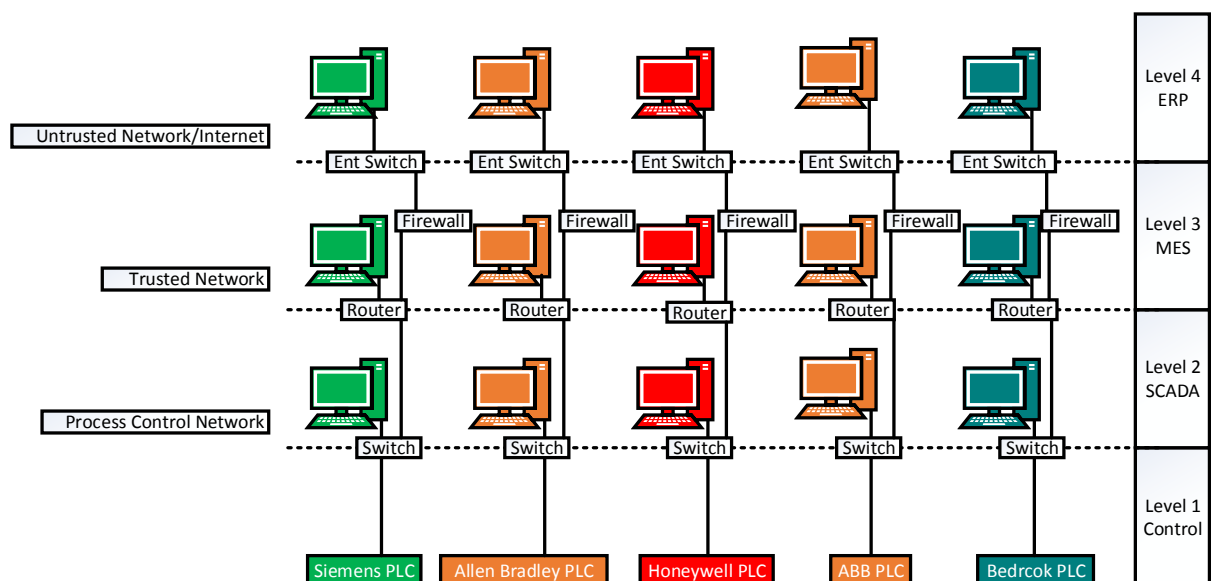 Level 4
ERP
Untrusted Network/Internet
Ent Switch Ent Switch Ent Switch Ent Switch Ent Switch
Firewall Firewall Firewall Firewall Firewall
Level 3
MES
Trusted Network
Router Router Router Router Router
Level 2
SCADA
Process Control Network
Switch Switch Switch Switch Switch
Level 1
Control
Siemens PLC Allen Bradley PLC Honeywell PLC ABB PLC Bedrcok PLC